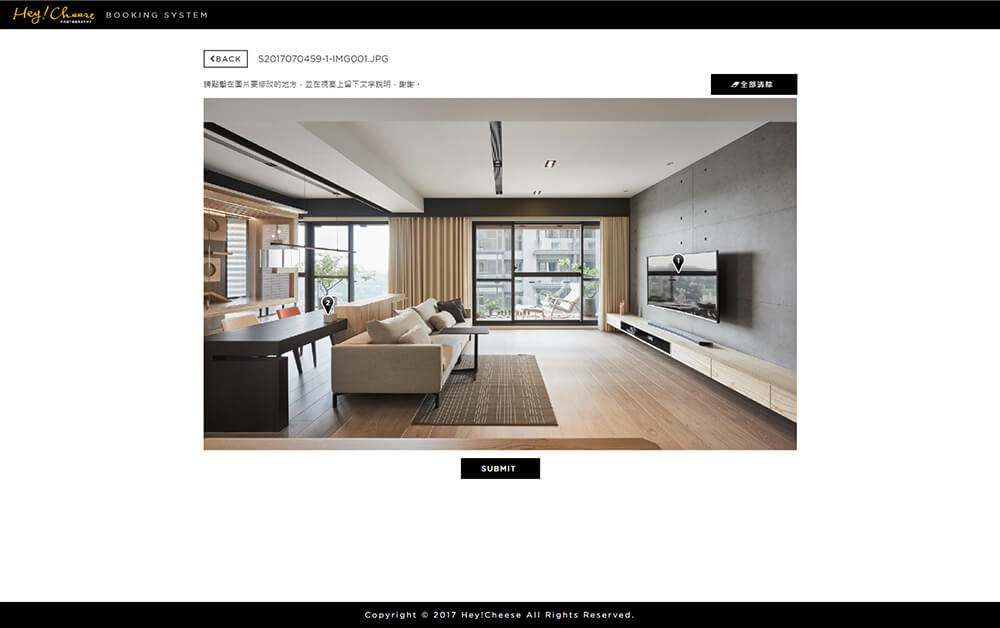 Hey!Cheese
PHOTOGRAPHY
BOOKING SYSTEM
BACK
S2017070459-1-IMG001.JPG
請點擊在圖片要修改的地方，並在視窗上留下文字說明，謝謝。
全部清除
1
2
SUBMIT
Copyright © 2017 Hey!Cheese All Rights Reserved.